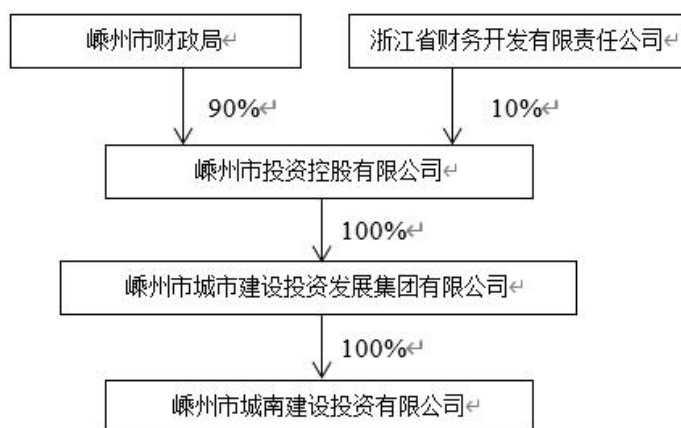 嵊州市财政局↵
浙江省财务开发有限责任公司↵
90%↵
10%↵
嵊州市投资控股有限公司↵
100%↵
嵊州市城市建设投资发展集团有限公司↵
100%↵
嵊州市城南建设投资有限公司↵